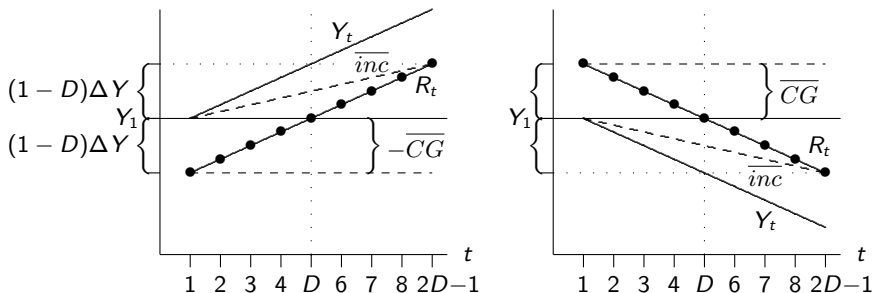 Y_t
\overline{inc}
(1 − D)ΔY
R_t
Y_1
(1 − D)ΔY
−\overline{CG}
t
1 2 3 4 D 6 7 8 2D−1
\overline{CG}
Y_1
R_t
\overline{inc}
Y_t
t
1 2 3 4 D 6 7 8 2D−1